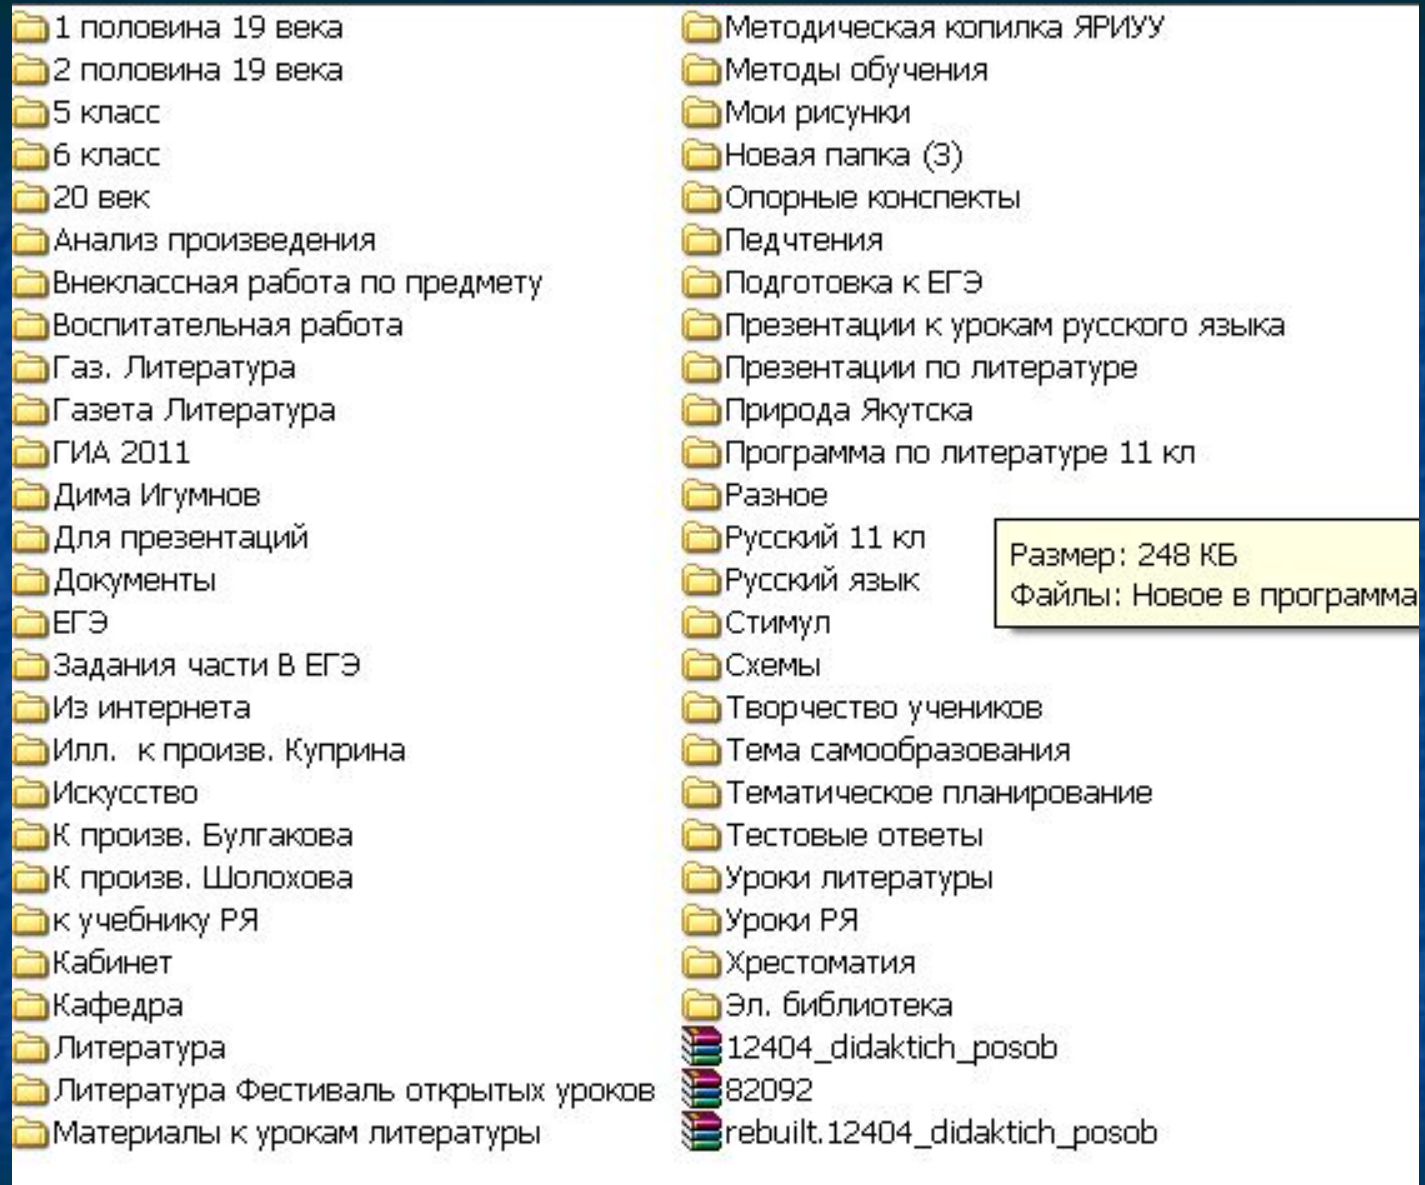 1 половина 19 века
2 половина 19 века
5 класс
6 класс
20 век
Анализ произведения
Внеклассная работа по предмету
Воспитательная работа
Газ. Литература
Газета Литература
ГИА 2011
Дима Игумнов
Для презентаций
Документы
ЕГЭ
Задания части В ЕГЭ
Из интернета
Илл.  к произв. Куприна
Искусство
К произв. Булгакова
К произв. Шолохова
к учебнику РЯ
Кабинет
Кафедра
Литература
Литература Фестиваль открытых уроков
Материалы к урокам литературы
Методическая копилка ЯРИУУ
Методы обучения
Мои рисунки
Новая папка (3)
Опорные конспекты
Педчтения
Подготовка к ЕГЭ
Презентации к урокам русского языка
Презентации по литературе
Природа Якутска
Программа по литературе 11 кл
Разное
Русский 11 кл
Русский язык
Стимул
Схемы
Творчество учеников
Тема самообразования
Тематическое планирование
Тестовые ответы
Уроки литературы
Уроки РЯ
Хрестоматия
Эл. библиотека
12404_didaktich_posob
82092
rebuilt.12404_didaktich_posob
Размер: 248 КБ
Файлы: Новое в программа